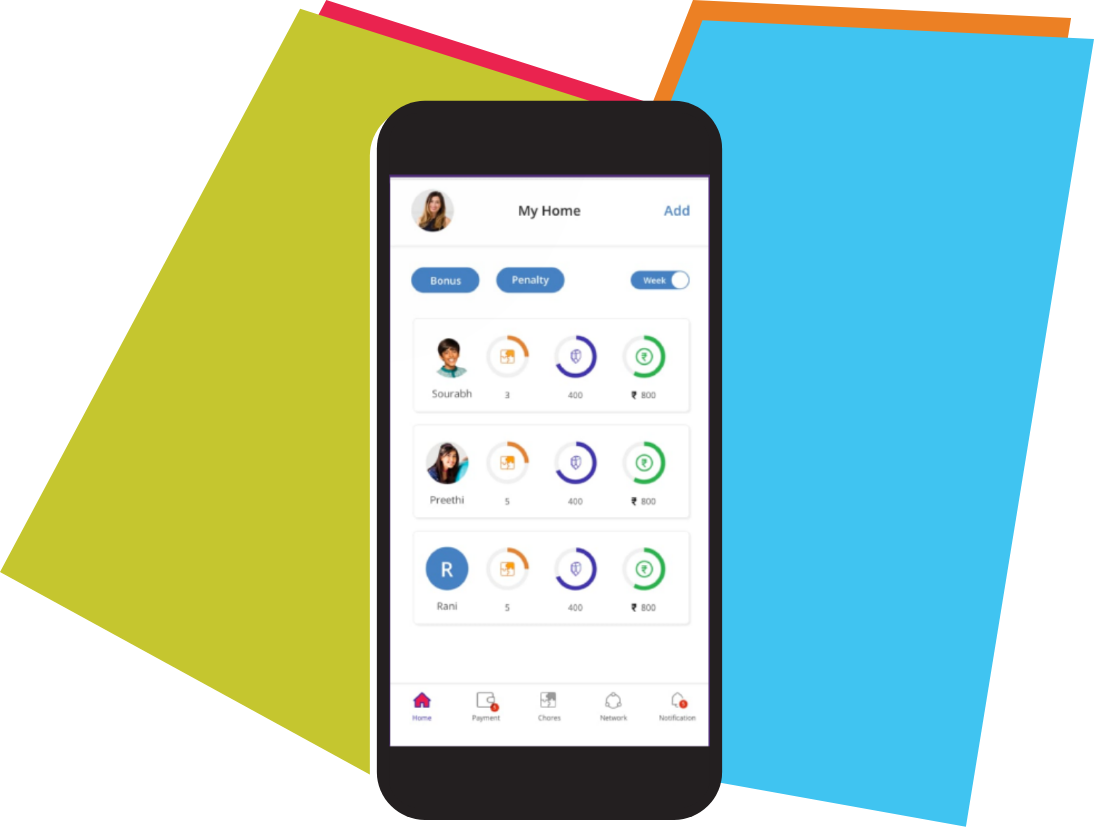 My Home
Add
Bonus
Penalty
Week
Sourabh
3
400
₹ 800
Preethi
5
400
₹ 800
R
Rani
5
400
₹ 800
Home
Payment
Chores
Network
Notification